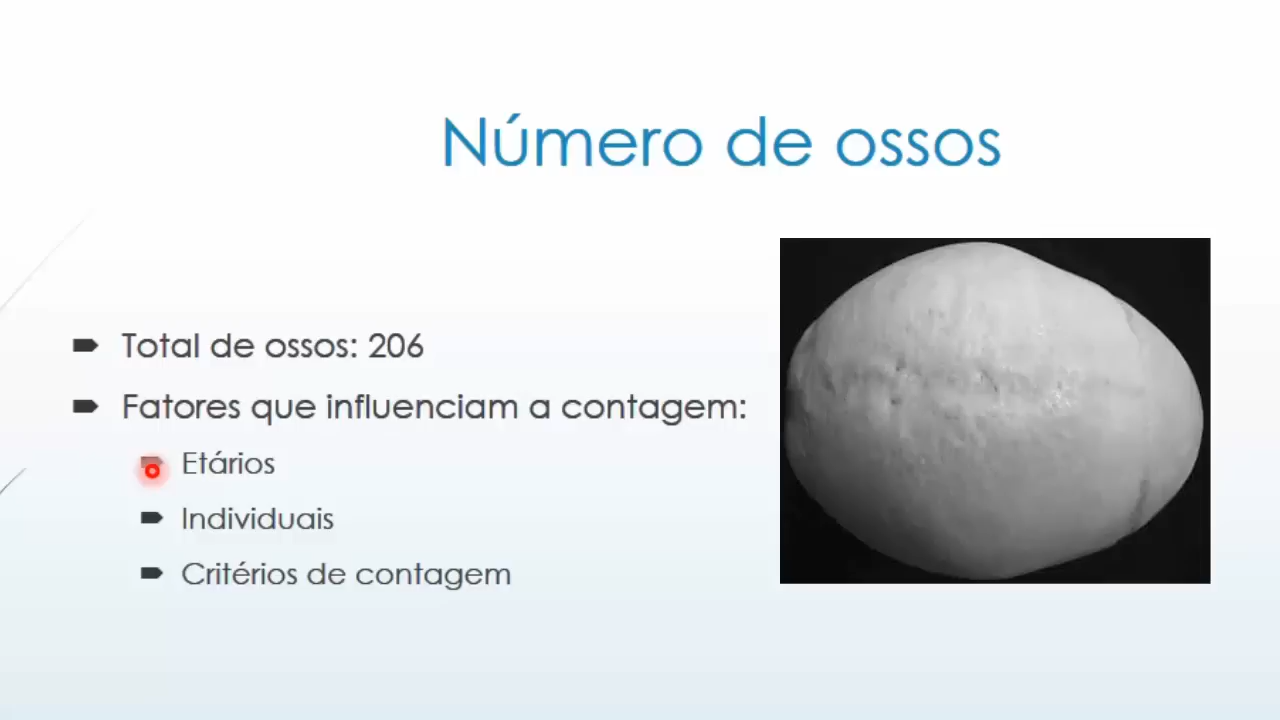 Número de ossos
Total de ossos: 206
Fatores que influenciam a contagem:
Etários
Individuais
Critérios de contagem